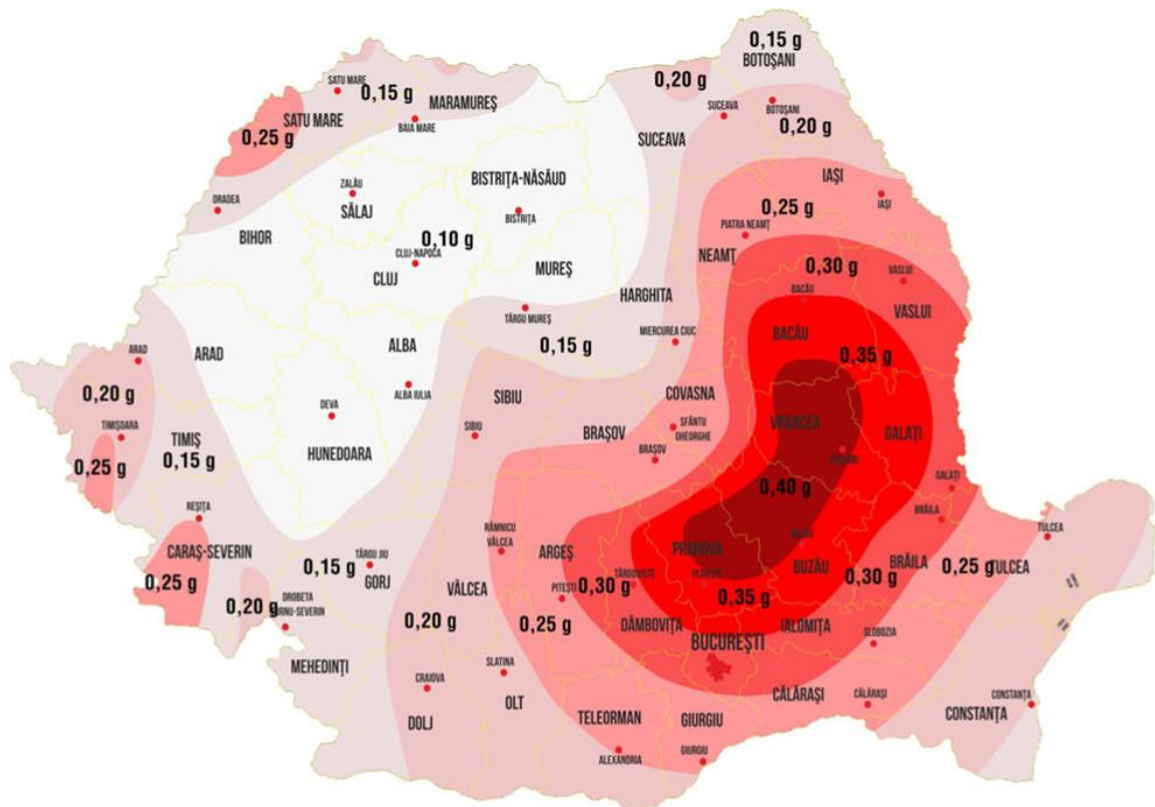 0,15 g
BOTOȘANI
SATU MARE
0,15 g
MARAMUREȘ
0,20 g
SATU MARE
0,25 g
BAIA MARE
SUCEAVA
SUCEAVA
BOTOȘANI
0,20 g
ZALĂU
SĂLAJ
BISTRIȚA-NĂSĂUD
BISTRIȚA
IAȘI
IAȘI
0,25 g
PIATRA NEAMȚ
ORADEA
BIHOR
0,10 g
CLUJ-NAPOCA
CLUJ
MUREȘ
NEAMȚ
0,30 g
VASLUI
VASLUI
BACĂU
BACĂU
HARGHITA
TÂRGU MUREȘ
MIERCUREA CIUC
0,15 g
0,35 g
ARAD
ARAD
ALBA
ALBA IULIA
0,20 g
TIMIȘOARA
TIMIȘ
0,15 g
0,25 g
DEVA
HUNEDOARA
SIBIU
SIBIU
COVASNA
SFÂNTU
GHEORGHE
BRAȘOV
BRAȘOV
VRANCEA
GALAȚI
GALAȚI
0,40 g
BRĂILA
REȘIȚA
CARAȘ-SEVERIN
0,25 g
0,15 g
TÂRGU JIU
GORJ
0,20 g
DROBETA
MEHEDINȚI
RÂMNICU
VÂLCEA
VÂLCEA
ARGEȘ
0,30 g
TÂRGOVIȘTE
PITEȘTI
PRAHOVA
BUZĂU
0,30 g
BRĂILA
0,25 g
TULCEA
TULCEA
0,35 g
0,20 g
0,25 g
DÂMBOVIȚA
BUCUREȘTI
IALOMIȚA
SLOBOZIA
SLATINA
CRAIOVA
OLT
DOLJ
CĂLĂRAȘI
CĂLĂRAȘI
CONSTANȚA
CONSTANȚA
TELEORMAN
GIURGIU
ALEXANDRIA
GIURGIU